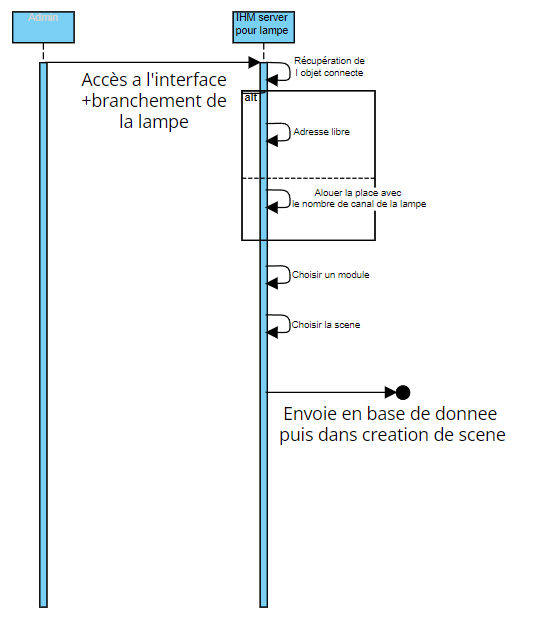 Admin
IHM server
pour lampe
Récupération de
l objet connecte
Accès a l'interface
+branchement de
la lampe
alt
Adresse libre
Alouer la place avec
le nombre de canal de la lampe
Choisir un module
Choisir la scene
Envoie en base de donnee
puis dans creation de scene